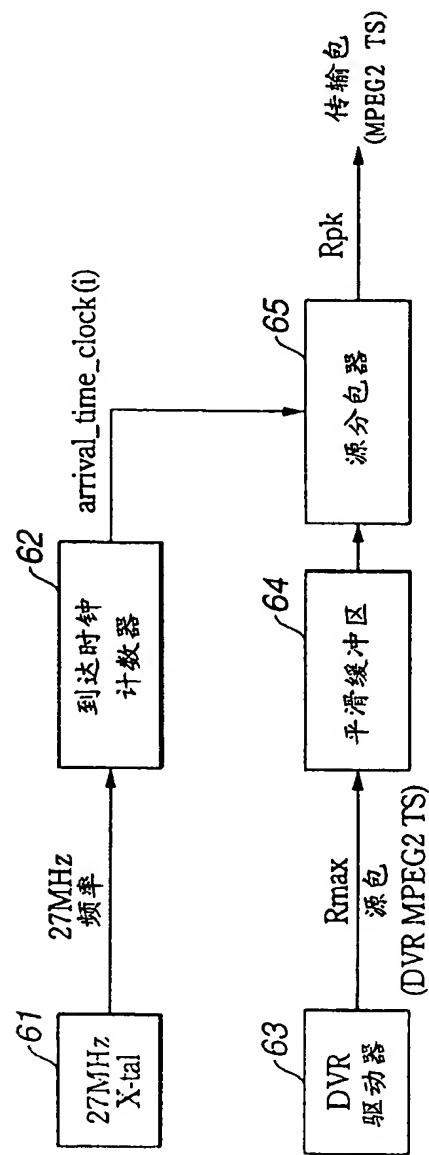 61
27MHz
X-tal
27MHz
频率
62
到达时钟
计数器
arrival_time_clock(i)
63
DVR
驱动器
Rmax
源包
(DVR MPEG2 TS)
64
平滑缓冲区
65
源分包器
Rpk
传输包
(MPEG2 TS)